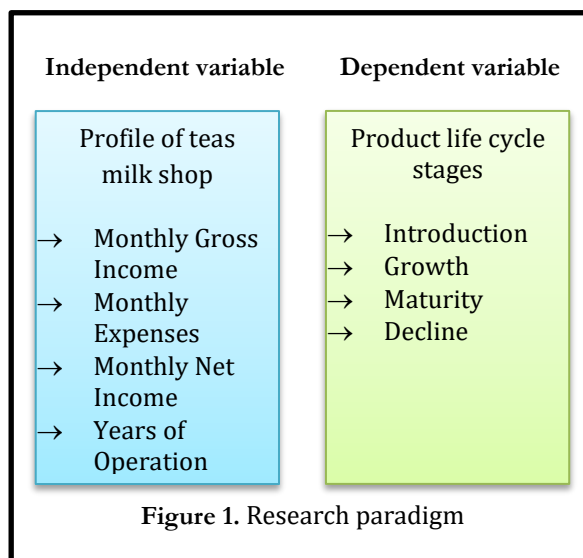 Independent variable
Dependent variable
Profile of teas
milk shop
→ Monthly Gross
Income
→ Monthly
Expenses
→ Monthly Net
Income
→ Years of
Operation
Product life cycle
stages
→ Introduction
→ Growth
→ Maturity
→ Decline
Figure 1. Research paradigm